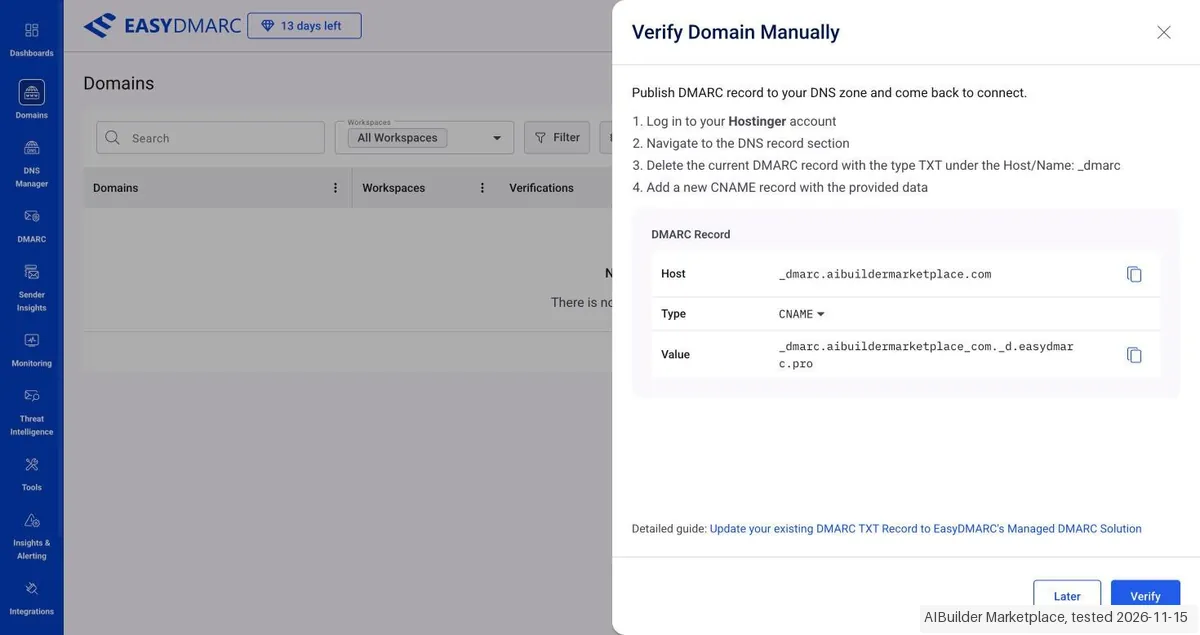 EASYDMARC
13 days left
Dashboards
Domains
DNS
Manager
DMARC
Sender
Insights
Monitoring
Threat
Intelligence
Tools
Insights &
Alerting
Integrations
Domains
Search
Workspaces
All Workspaces
Filter
Domains
Workspaces
Verifications
There is no
Verify Domain Manually
Publish DMARC record to your DNS zone and come back to connect.
1. Log in to your Hostinger account
2. Navigate to the DNS record section
3. Delete the current DMARC record with the type TXT under the Host/Name: _dmarc
4. Add a new CNAME record with the provided data
DMARC Record
Host
_dmarc.aibuildermarketplace.com
Type
CNAME
Value
_dmarc.aibuildermarketplace_com._d.easydmar
c.pro
Detailed guide: Update your existing DMARC TXT Record to EasyDMARC's Managed DMARC Solution
Later
Verify
AIBuilder Marketplace, tested 2026-11-15